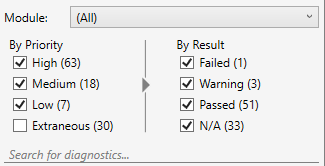 Module: (All)
By Priority
High (63)
Medium (18)
Low (7)
Extraneous (30)
By Result
Failed (1)
Warning (3)
Passed (51)
N/A (33)
Search for diagnostics...